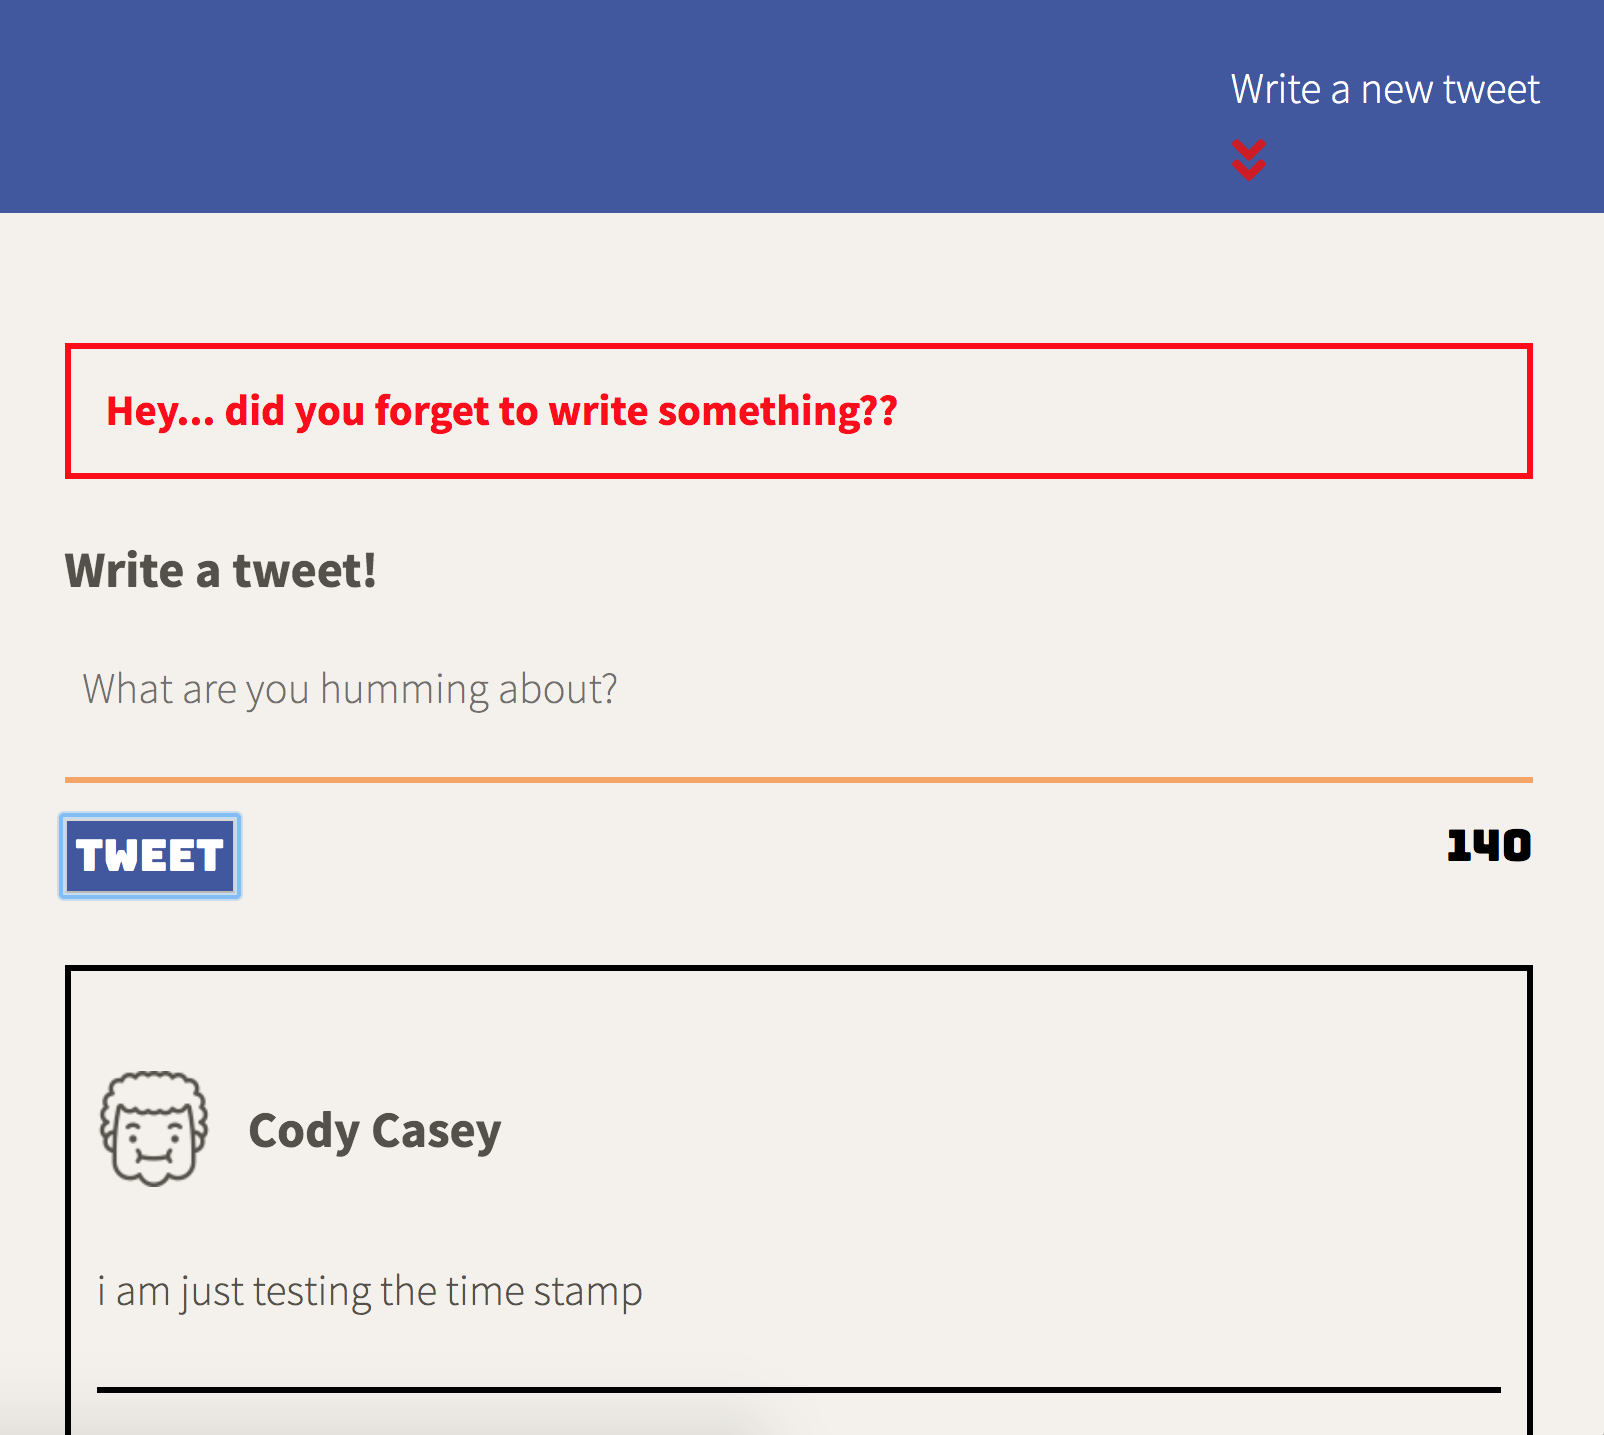 Write a new tweet
Hey... did you forget to write something??
Write a tweet!
What are you humming about?
TWEET
140
Cody Casey
i am just testing the time stamp